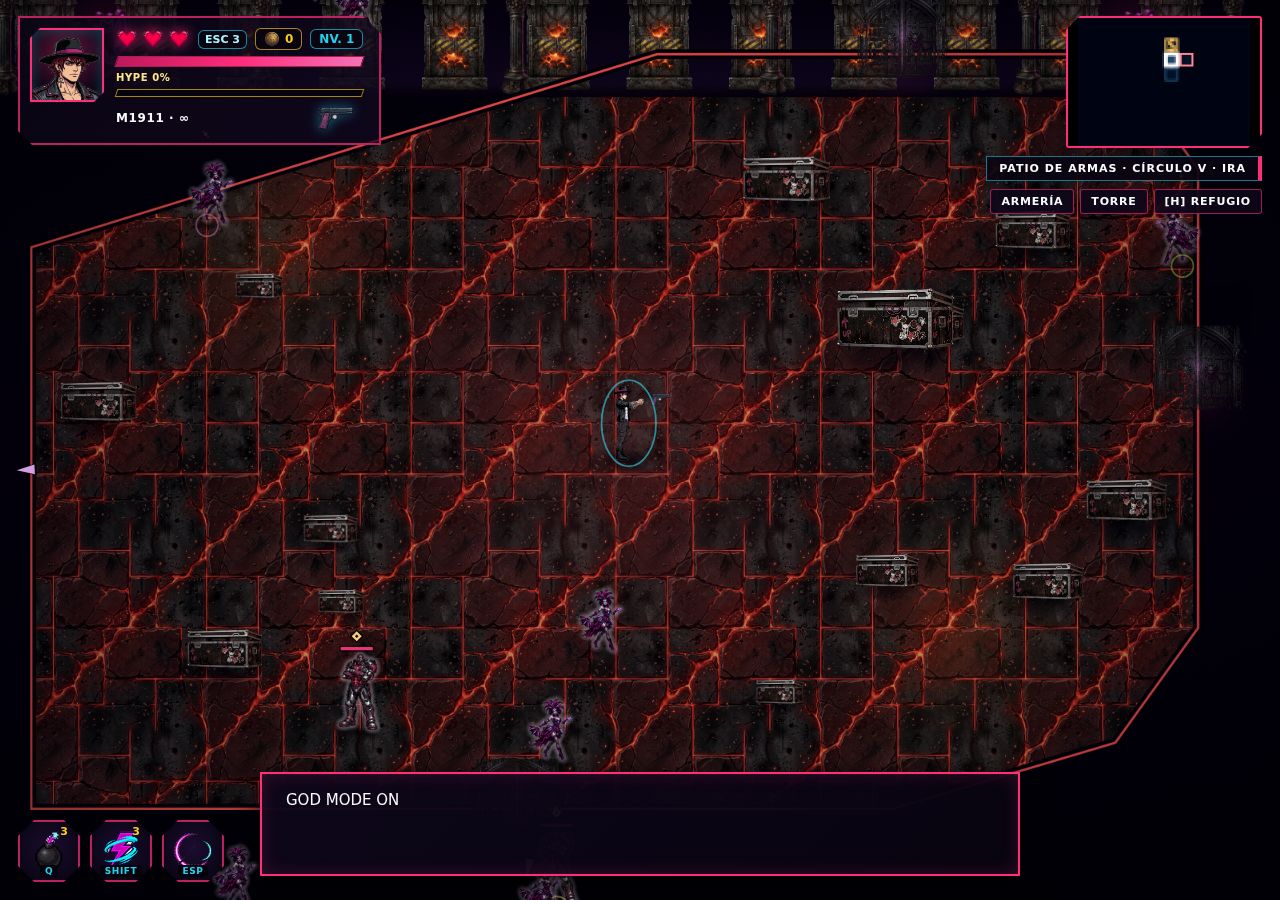 ESC 3
0
NV. 1
HYPE 0%
M1911 · ∞
PATIO DE ARMAS · CÍRCULO V · IRA
ARMERÍA
TORRE
[H] REFUGIO
GOD MODE ON
3
Q
3
SHIFT
ESP